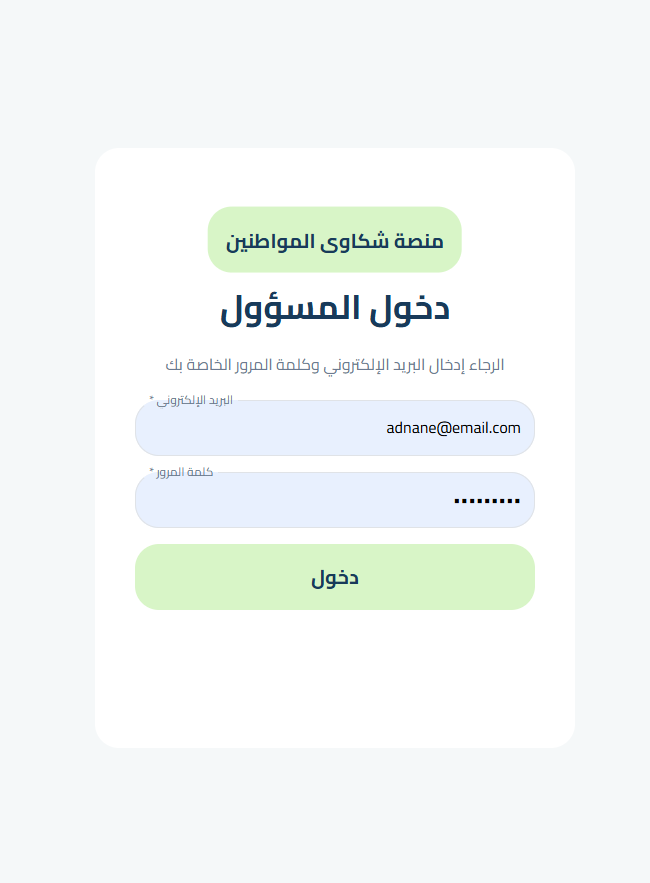 منصة شكاوى المواطنين
دخول المسؤول
الرجاء إدخال البريد الإلكتروني وكلمة المرور الخاصة بك
البريد الإلكتروني *
adnane@email.com
كلمة المرور *
•••••••••
دخول